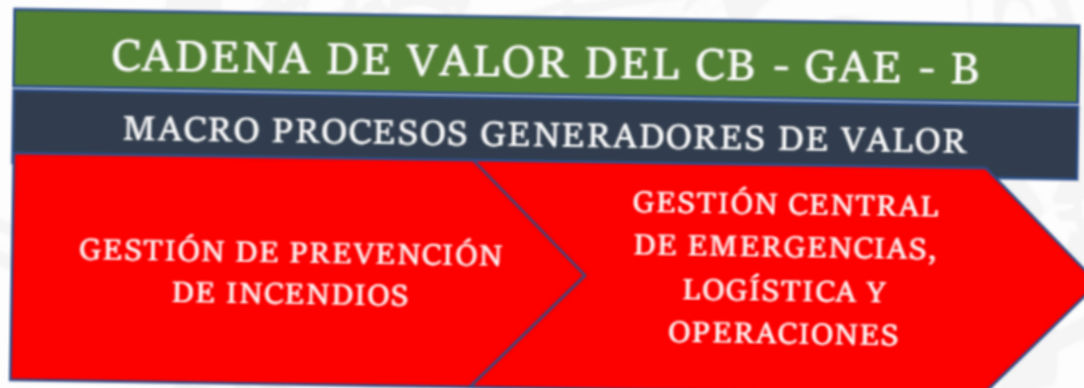 CADENA DE VALOR DEL CB - GAE - B
MACRO PROCESOS GENERADORES DE VALOR
GESTIÓN DE PREVENCIÓN
DE INCENDIOS
GESTIÓN CENTRAL
DE EMERGENCIAS,
LOGÍSTICA Y
OPERACIONES